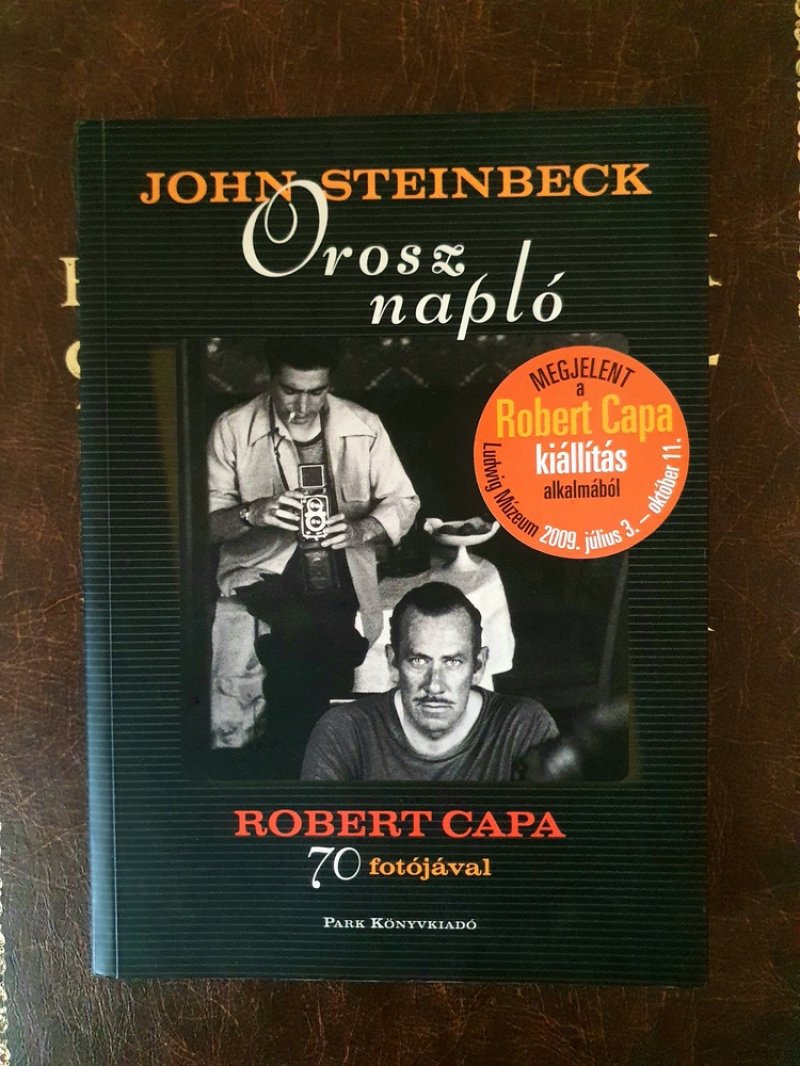 JOHN STEINBECK
Orosz
napló
MEGJELENT
a
Robert Capa
kiállítás
alkalmából
Ludwig Múzeum 2009. július 3. – október 11.
ROBERT CAPA
70 fotójával
PARK KÖNYVKIADÓ